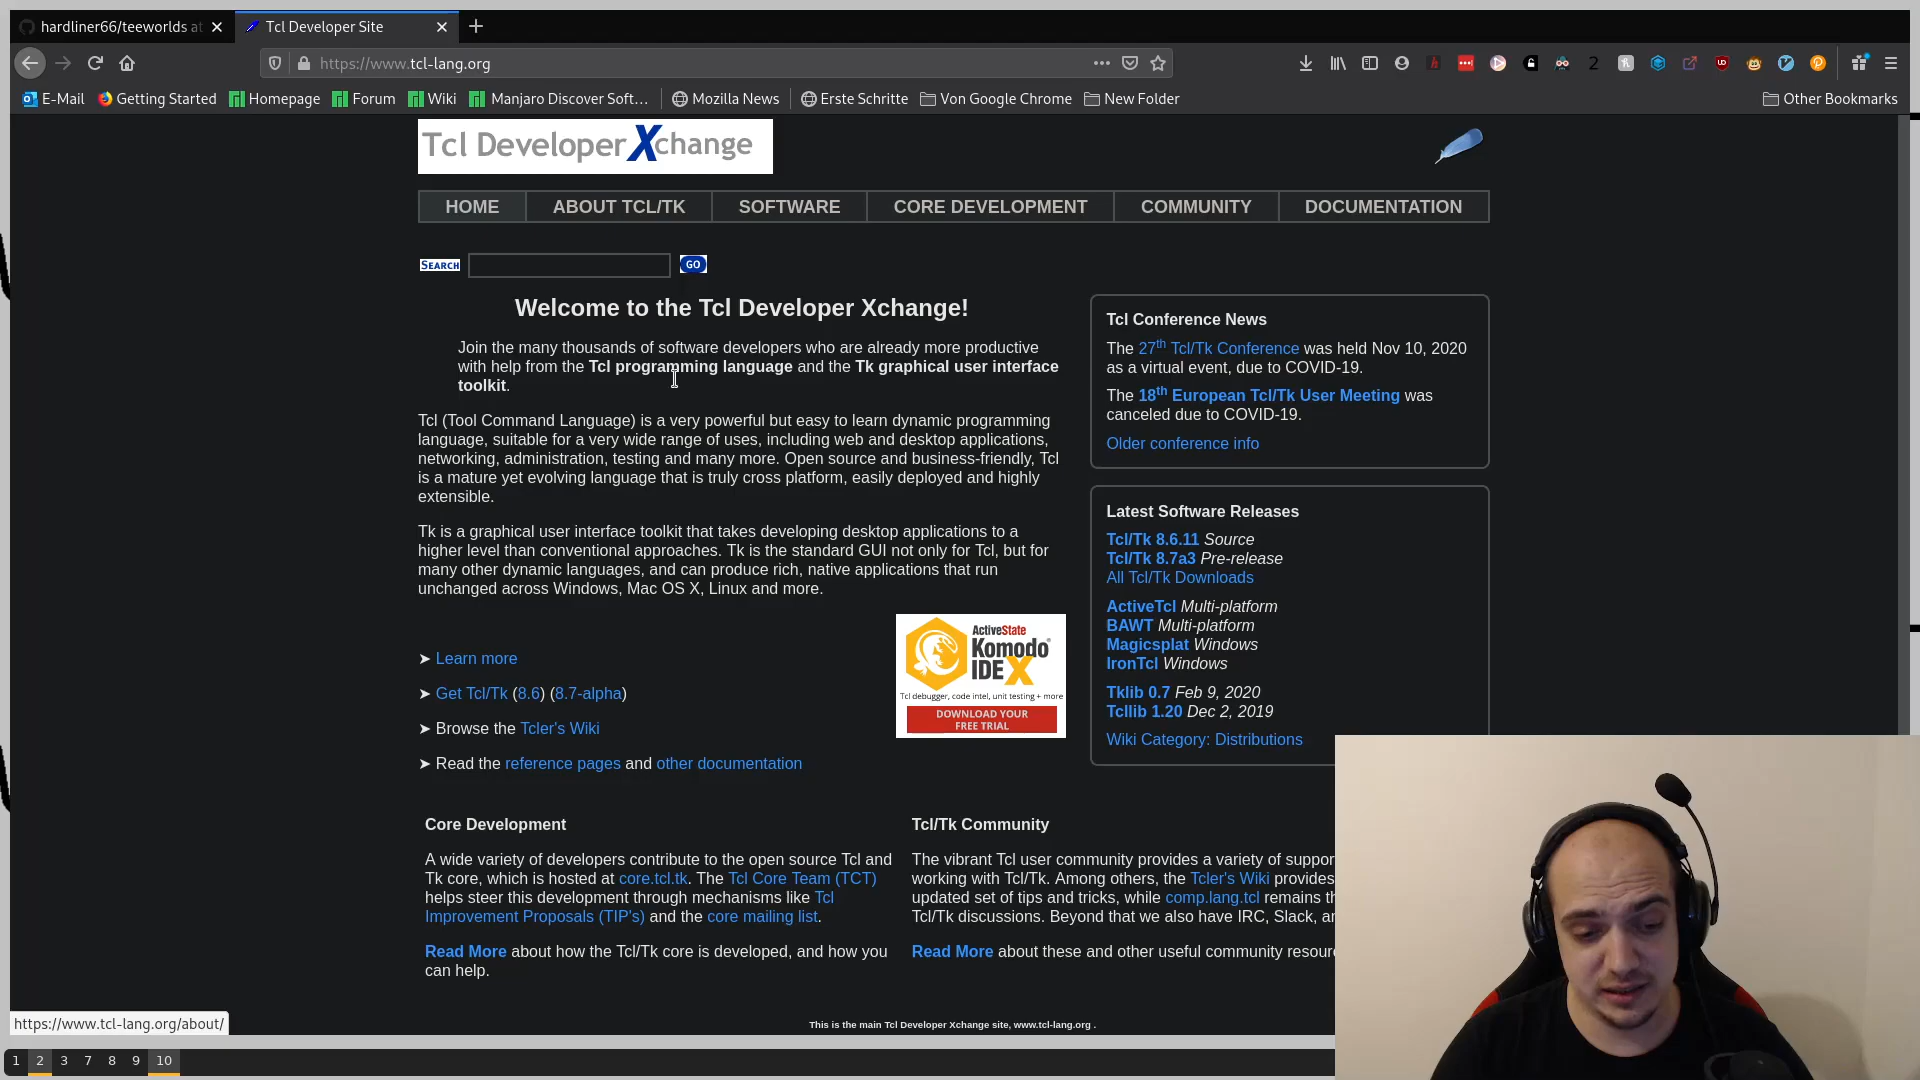 hardliner66/teeworlds at
Tcl Developer Site
https://www.tcl-lang.org
2
E-Mail
Getting Started
Homepage
Forum
Wiki
Manjaro Discover Soft…
Mozilla News
Erste Schritte
Von Google Chrome
New Folder
Other Bookmarks
Tcl Developer Xchange
HOME
ABOUT TCL/TK
SOFTWARE
CORE DEVELOPMENT
COMMUNITY
DOCUMENTATION
SEARCH
GO
Welcome to the Tcl Developer Xchange!
Join the many thousands of software developers who are already more productive
with help from the Tcl programming language and the Tk graphical user interface
toolkit.
Tcl (Tool Command Language) is a very powerful but easy to learn dynamic programming
language, suitable for a very wide range of uses, including web and desktop applications,
networking, administration, testing and many more. Open source and business-friendly, Tcl
is a mature yet evolving language that is truly cross platform, easily deployed and highly
extensible.
Tk is a graphical user interface toolkit that takes developing desktop applications to a
higher level than conventional approaches. Tk is the standard GUI not only for Tcl, but for
many other dynamic languages, and can produce rich, native applications that run
unchanged across Windows, Mac OS X, Linux and more.
➤ Learn more
➤ Get Tcl/Tk (8.6) (8.7-alpha)
➤ Browse the Tcler's Wiki
➤ Read the reference pages and other documentation
ActiveState
Komodo
IDE X
Tcl debugger, code intel, unit testing + more
DOWNLOAD YOUR
FREE TRIAL
Tcl Conference News
The 27th Tcl/Tk Conference was held Nov 10, 2020
as a virtual event, due to COVID-19.
The 18th European Tcl/Tk User Meeting was
canceled due to COVID-19.
Older conference info
Latest Software Releases
Tcl/Tk 8.6.11 Source
Tcl/Tk 8.7a3 Pre-release
All Tcl/Tk Downloads
ActiveTcl Multi-platform
BAWT Multi-platform
Magicsplat Windows
IronTcl Windows
Tklib 0.7 Feb 9, 2020
Tcllib 1.20 Dec 2, 2019
Wiki Category: Distributions
Core Development
A wide variety of developers contribute to the open source Tcl and
Tk core, which is hosted at core.tcl.tk. The Tcl Core Team (TCT)
helps steer this development through mechanisms like Tcl
Improvement Proposals (TIP's) and the core mailing list.
Read More about how the Tcl/Tk core is developed, and how you
can help.
Tcl/Tk Community
The vibrant Tcl user community provides a variety of suppor
working with Tcl/Tk. Among others, the Tcler's Wiki provides
updated set of tips and tricks, while comp.lang.tcl remains th
Tcl/Tk discussions. Beyond that we also have IRC, Slack, an
Read More about these and other useful community resour
https://www.tcl-lang.org/about/
This is the main Tcl Developer Xchange site, www.tcl-lang.org .
1 2 3 7 8 9 10